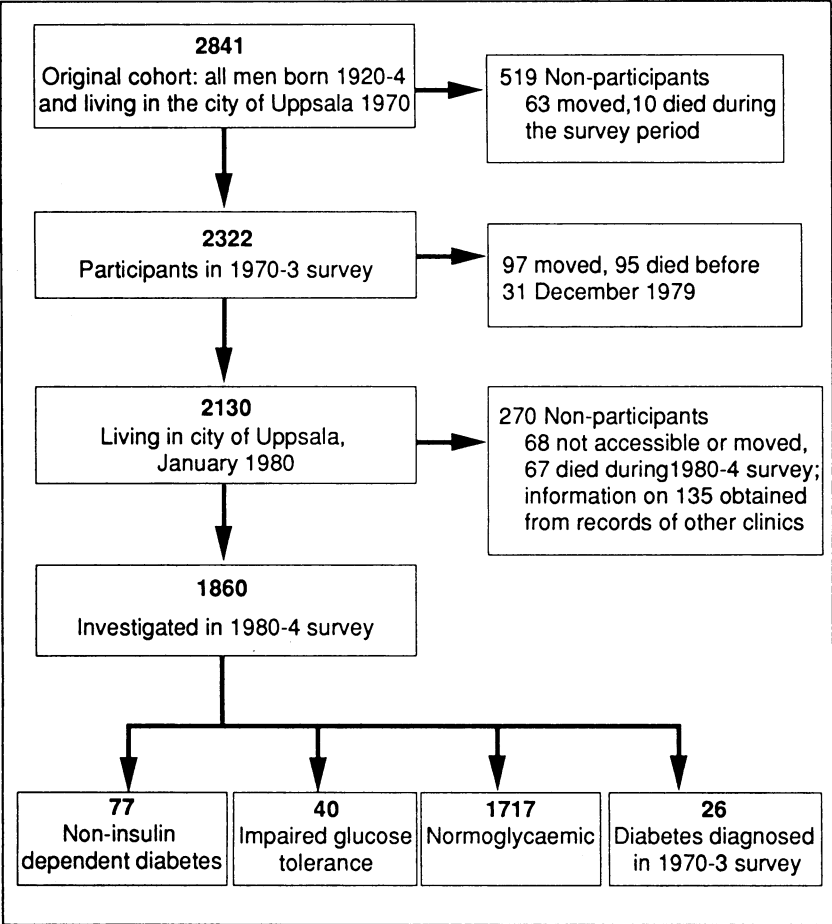 2841
Original cohort: all men born 1920-4
and living in the city of Uppsala 1970
519 Non-participants
63 moved,10 died during
the survey period
2322
Participants in 1970-3 survey
97 moved, 95 died before
31 December 1979
2130
Living in city of Uppsala,
January 1980
270 Non-participants
68 not accessible or moved,
67 died during1980-4 survey;
information on 135 obtained
from records of other clinics
1860
Investigated in 1980-4 survey
77
Non-insulin
dependent diabetes
40
Impaired glucose
tolerance
1717
Normoglycaemic
26
Diabetes diagnosed
in 1970-3 survey